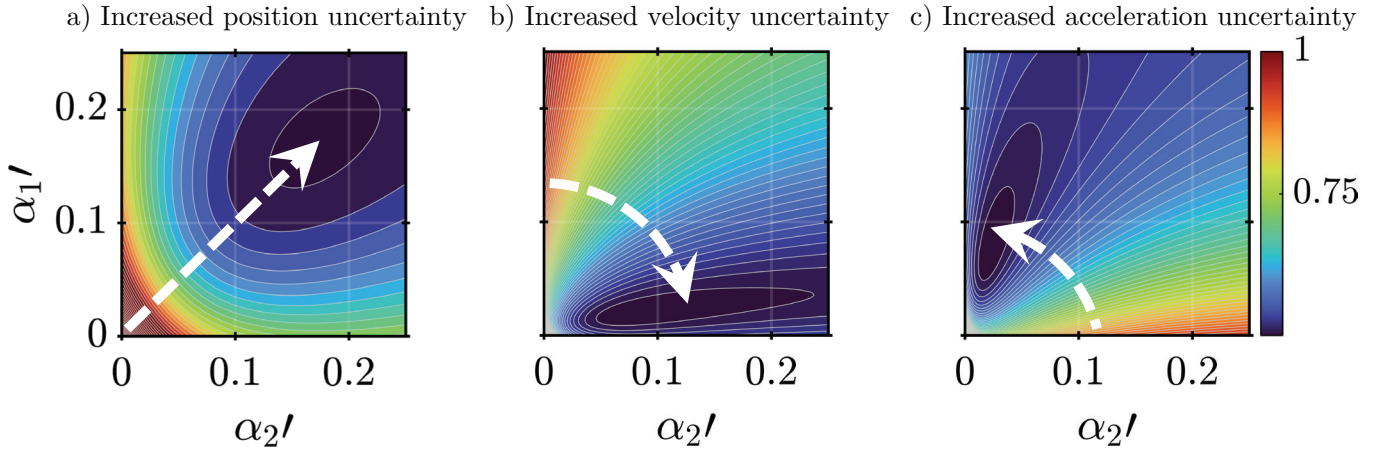 a) Increased position uncertainty b) Increased velocity uncertainty c) Increased acceleration uncertainty
1
0.2
0.75
α₁′
0.1
0
0 0.1 0.2 0 0.1 0.2 0 0.1 0.2
α₂′ α₂′ α₂′